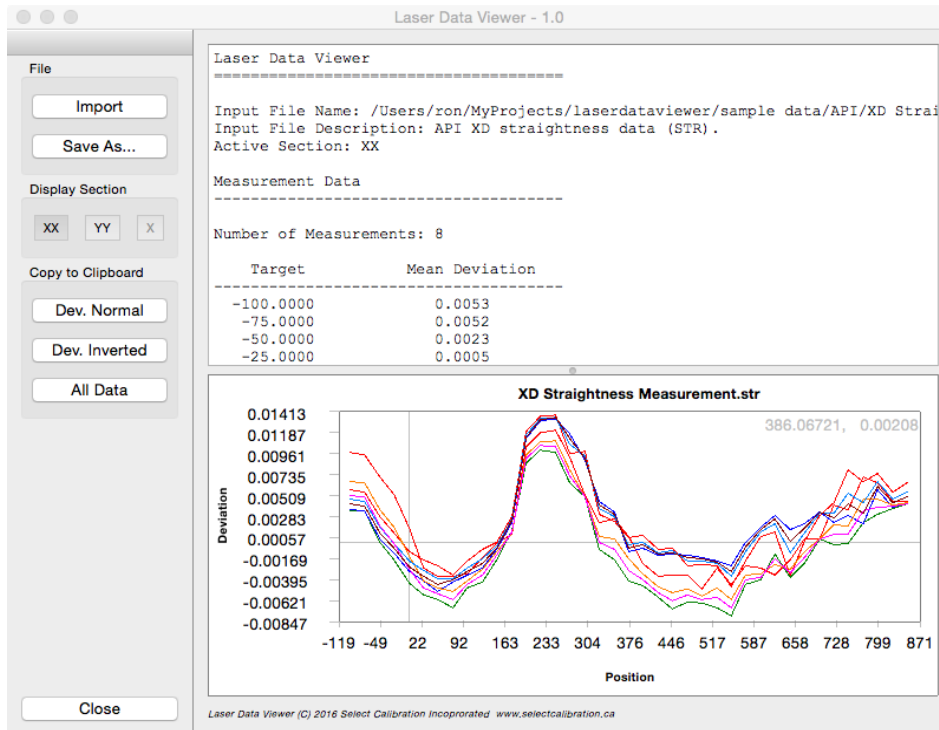 Laser Data Viewer - 1.0
File
Import
Save As...
Display Section
XX YY X
Copy to Clipboard
Dev. Normal
Dev. Inverted
All Data
Close
Laser Data Viewer
======================================
Input File Name: /Users/ron/MyProjects/laserdataviewer/sample data/API/XD Strai
Input File Description: API XD straightness data (STR).
Active Section: XX
Measurement Data
--------------------------------------
Number of Measurements: 8
Target Mean Deviation
--------------------------------------
-100.0000 0.0053
-75.0000 0.0052
-50.0000 0.0023
-25.0000 0.0005
XD Straightness Measurement.str
386.06721, 0.00208
Deviation
0.01413
0.01187
0.00961
0.00735
0.00509
0.00283
0.00057
-0.00169
-0.00395
-0.00621
-0.00847
-119 -49 22 92 163 233 304 376 446 517 587 658 728 799 871
Position
Laser Data Viewer (C) 2016 Select Calibration Incoprorated www.selectcalibration.ca